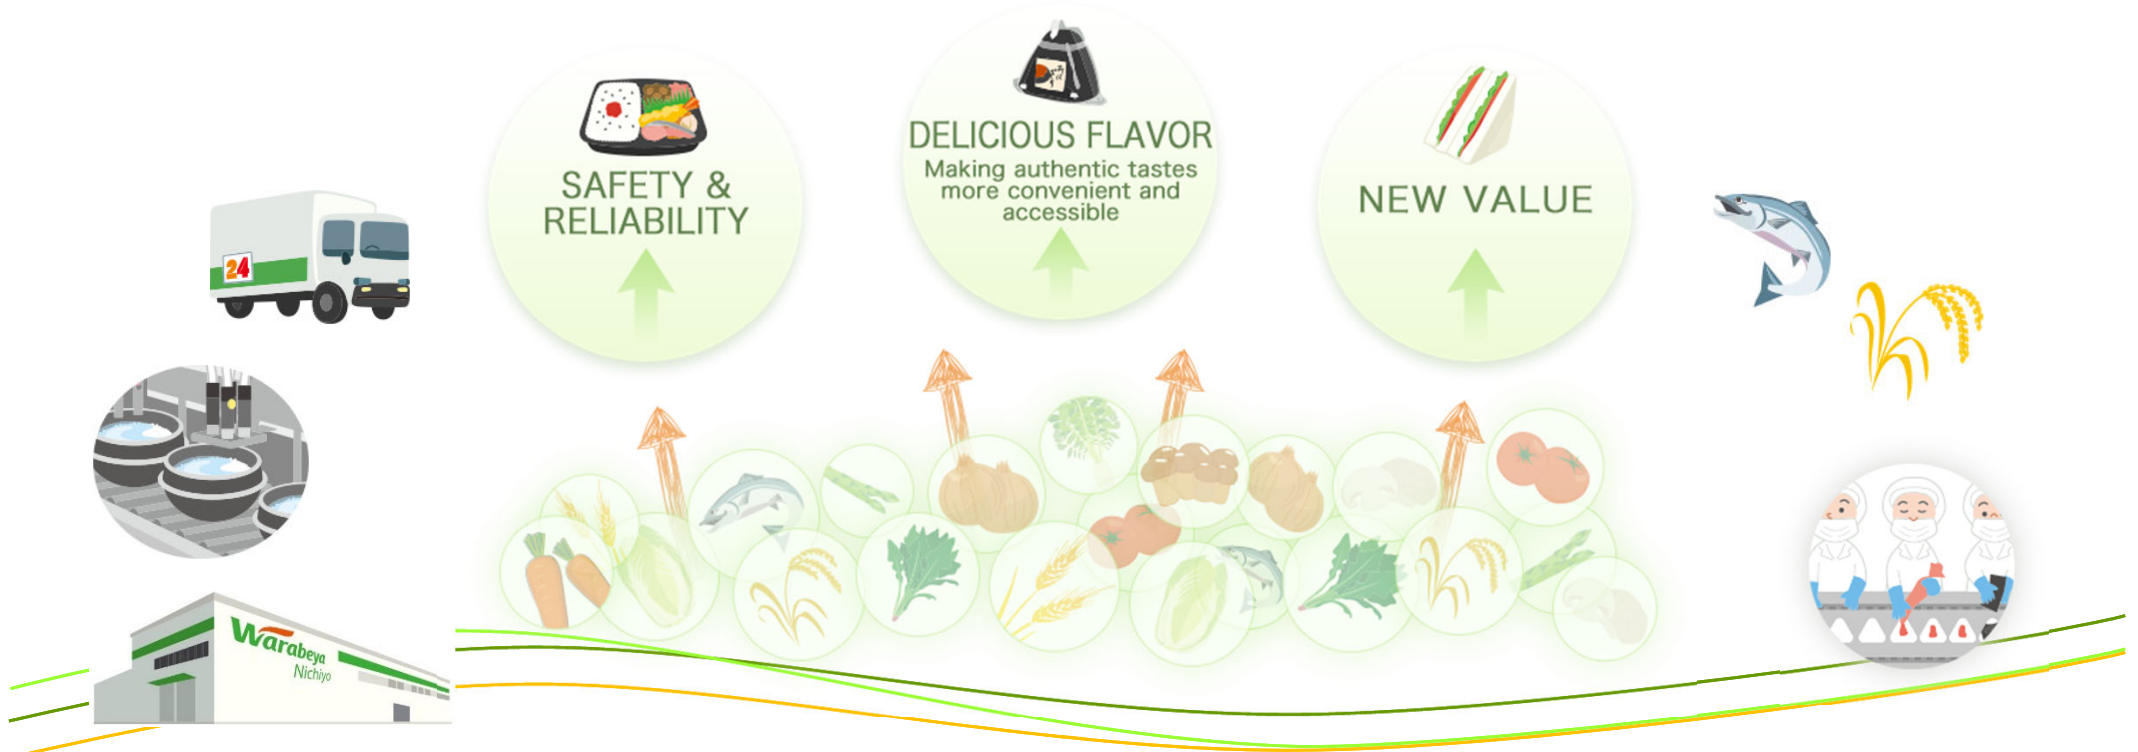 DELICIOUS FLAVOR
Making authentic tastes
more convenient and
accessible
SAFETY &
RELIABILITY
NEW VALUE
24
Warabeya
Nichiyo